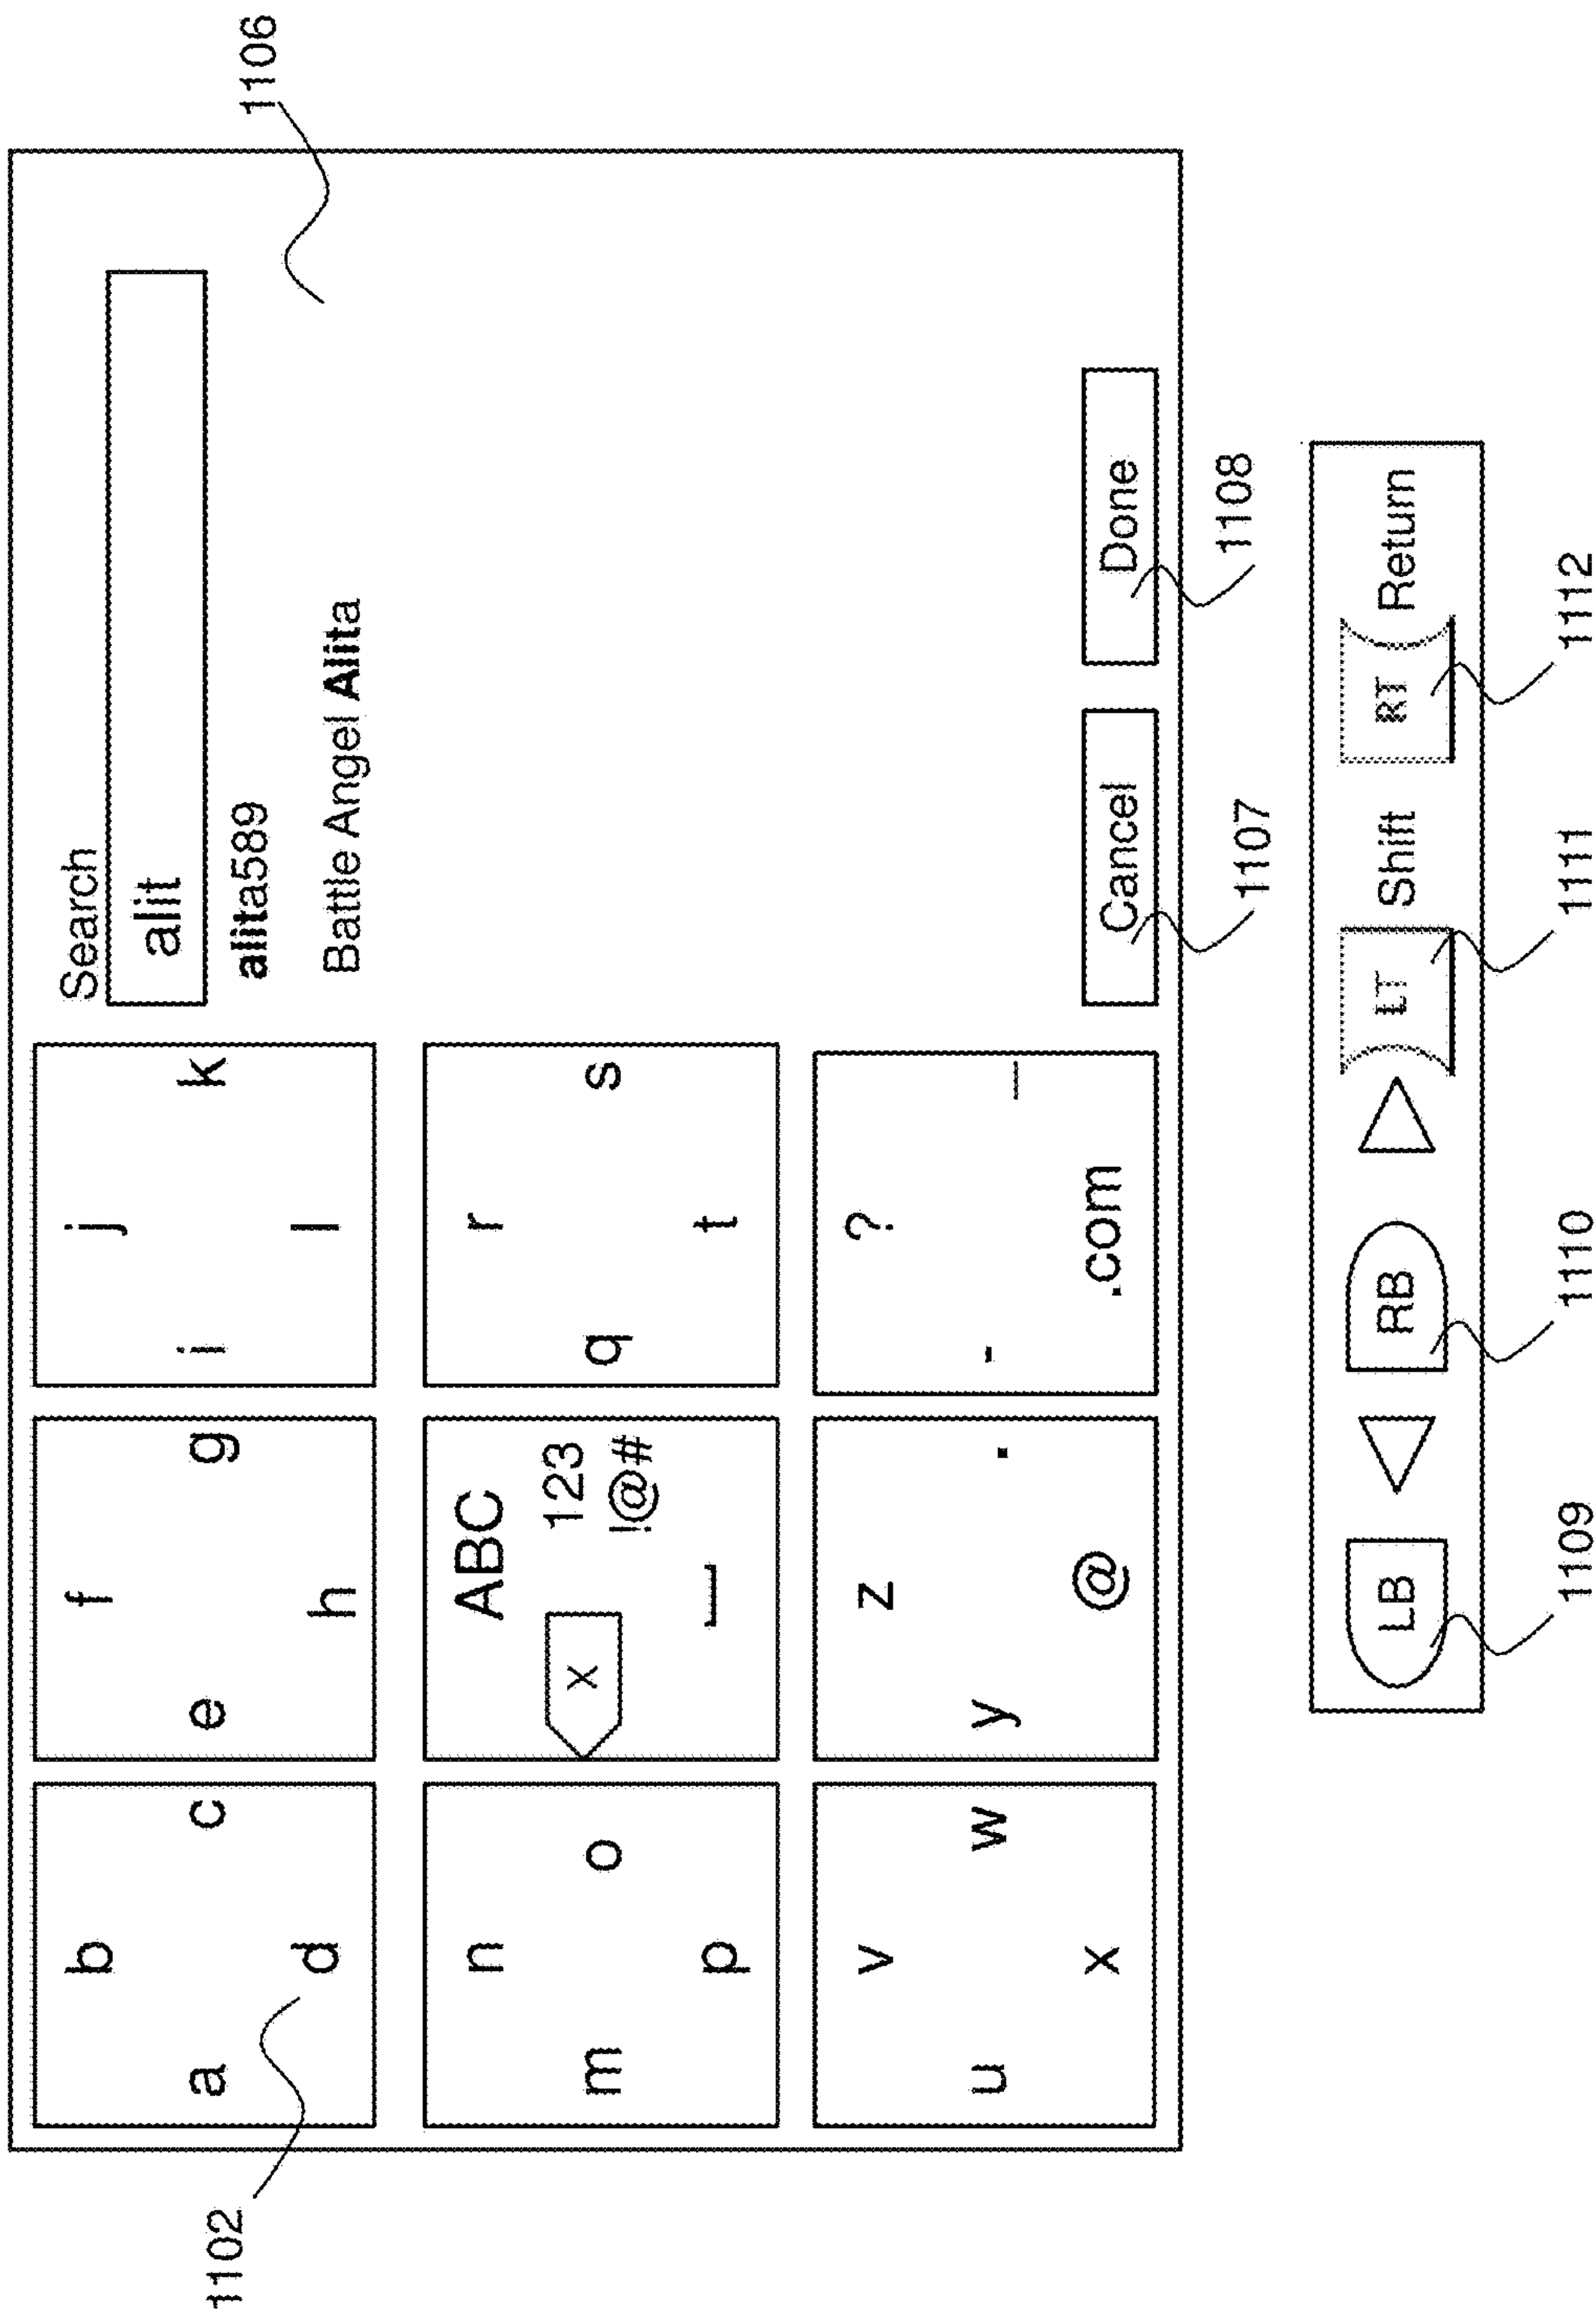 1102
1106
b
a c
d
f
e g
h
j
i k
l
n
m o
p
ABC
X 123
!@#
r
q s
t
v
u w
x
z
y .
@
?
- _
.com
Search
alit
alita589
Battle Angel Alita
Cancel Done
1107 1108
LB RB LT Shift RT Return
1109 1110 1111 1112